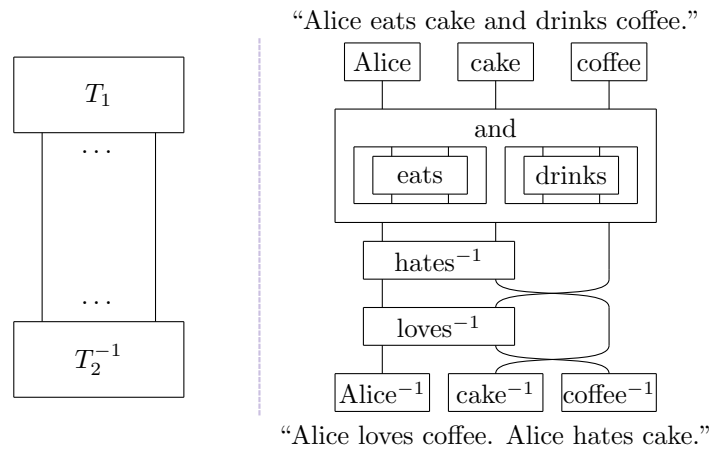 “Alice eats cake and drinks coffee.”
T₁
Alice cake coffee
and
...
eats drinks
hates⁻¹
...
loves⁻¹
T₂⁻¹
Alice⁻¹ cake⁻¹ coffee⁻¹
“Alice loves coffee. Alice hates cake.”